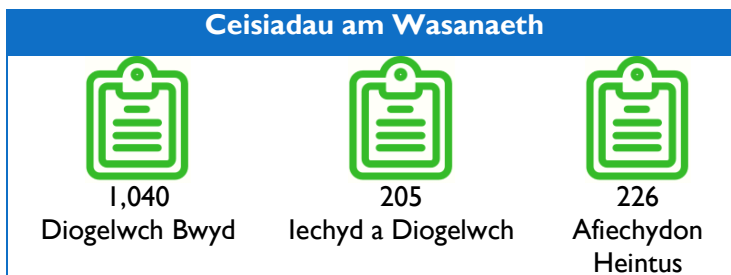 Ceisiadau am Wasanaeth
1,040
Diogelwch Bwyd
205
Iechyd a Diogelwch
226
Afiechydon
Heintus